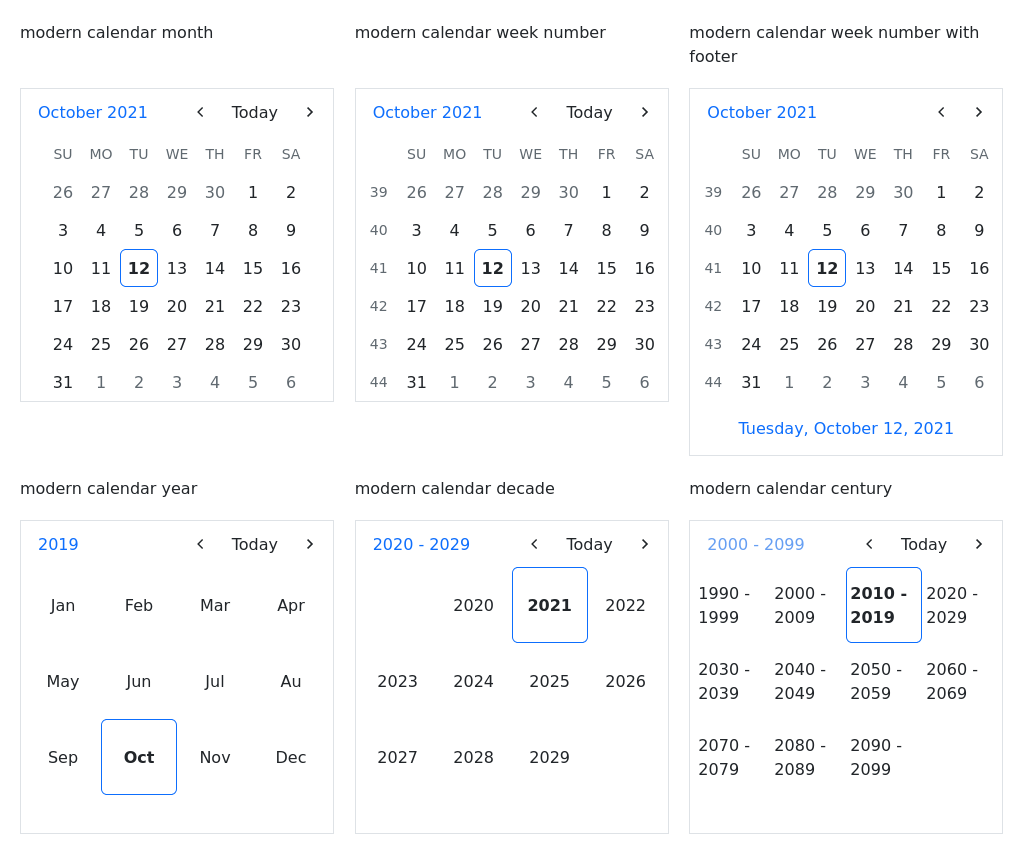 modern calendar month
October 2021 Today
SU MO TU WE TH FR SA
26 27 28 29 30 1 2
3 4 5 6 7 8 9
10 11 12 13 14 15 16
17 18 19 20 21 22 23
24 25 26 27 28 29 30
31 1 2 3 4 5 6
modern calendar week number
October 2021 Today
SU MO TU WE TH FR SA
39 26 27 28 29 30 1 2
40 3 4 5 6 7 8 9
41 10 11 12 13 14 15 16
42 17 18 19 20 21 22 23
43 24 25 26 27 28 29 30
44 31 1 2 3 4 5 6
modern calendar week number with
footer
October 2021
SU MO TU WE TH FR SA
39 26 27 28 29 30 1 2
40 3 4 5 6 7 8 9
41 10 11 12 13 14 15 16
42 17 18 19 20 21 22 23
43 24 25 26 27 28 29 30
44 31 1 2 3 4 5 6
Tuesday, October 12, 2021
modern calendar year
2019 Today
Jan Feb Mar Apr
May Jun Jul Au
Sep Oct Nov Dec
modern calendar decade
2020 - 2029 Today
2020 2021 2022
2023 2024 2025 2026
2027 2028 2029
modern calendar century
2000 - 2099 Today
1990 - 2000 - 2010 - 2020 -
1999 2009 2019 2029
2030 - 2040 - 2050 - 2060 -
2039 2049 2059 2069
2070 - 2080 - 2090 -
2079 2089 2099